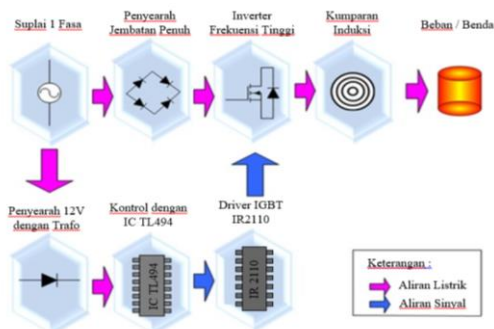 Suplai 1 Fasa
Penyearah
Jembatan Penuh
Inverter
Frekuensi Tinggi
Kumparan
Induksi
Beban / Benda
Penyearah 12V
dengan Trafo
Kontrol dengan
IC TL494
Driver IGBT
IR2110
IC TL494
IR 2110
Keterangan :
Aliran Listrik
Aliran Sinyal